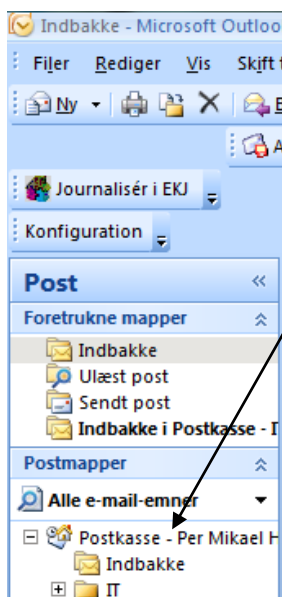 Indbakke - Microsoft Outloo
Filer Rediger Vis Skift t
Ny
Journalisér i EKJ
Konfiguration
Post
Foretrukne mapper
Indbakke
Ulæst post
Sendt post
Indbakke i Postkasse - I
Postmapper
Alle e-mail-emner
Postkasse - Per Mikael H
Indbakke
IT